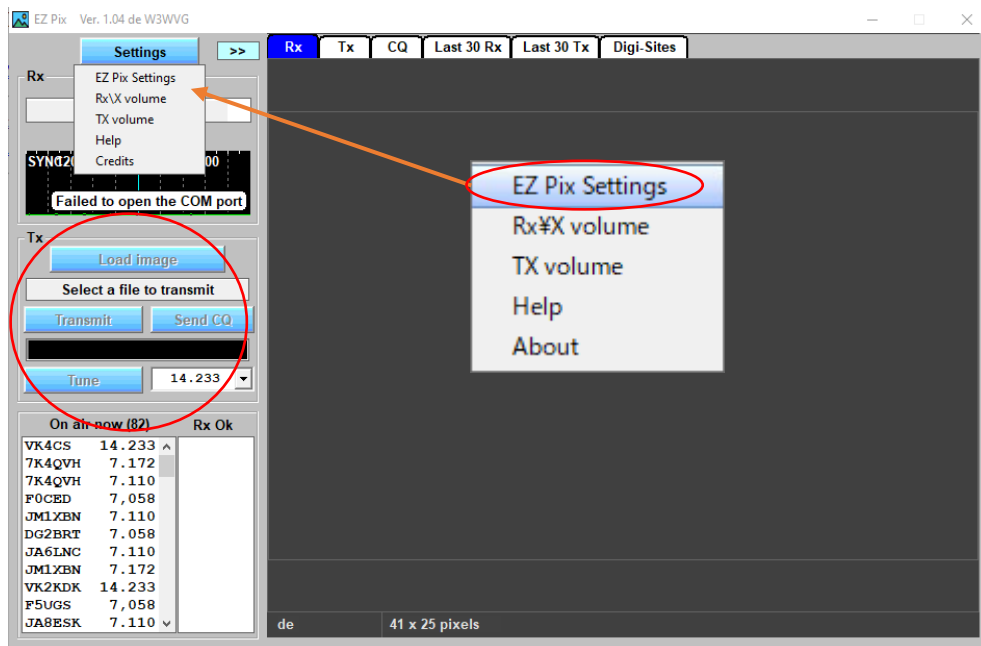 EZ Pix Ver. 1.04 de W3WVG
Settings >>
Rx Tx CQ Last 30 Rx Last 30 Tx Digi-Sites
Rx
EZ Pix Settings
Rx\X volume
TX volume
Help
Credits
SYNC
00
Failed to open the COM port
Tx
Load image
Select a file to transmit
Transmit Send CQ
Tune 14.233
On air now (82) Rx Ok
VK4CS 14.233
7K4QVH 7.172
7K4QVH 7.110
F0CED 7,058
JM1XBN 7.110
DG2BRT 7.058
JA6LNC 7.110
JM1XBN 7.172
VK2KDK 14.233
F5UGS 7,058
JA8ESK 7.110
EZ Pix Settings
Rx¥X volume
TX volume
Help
About
de 41 x 25 pixels